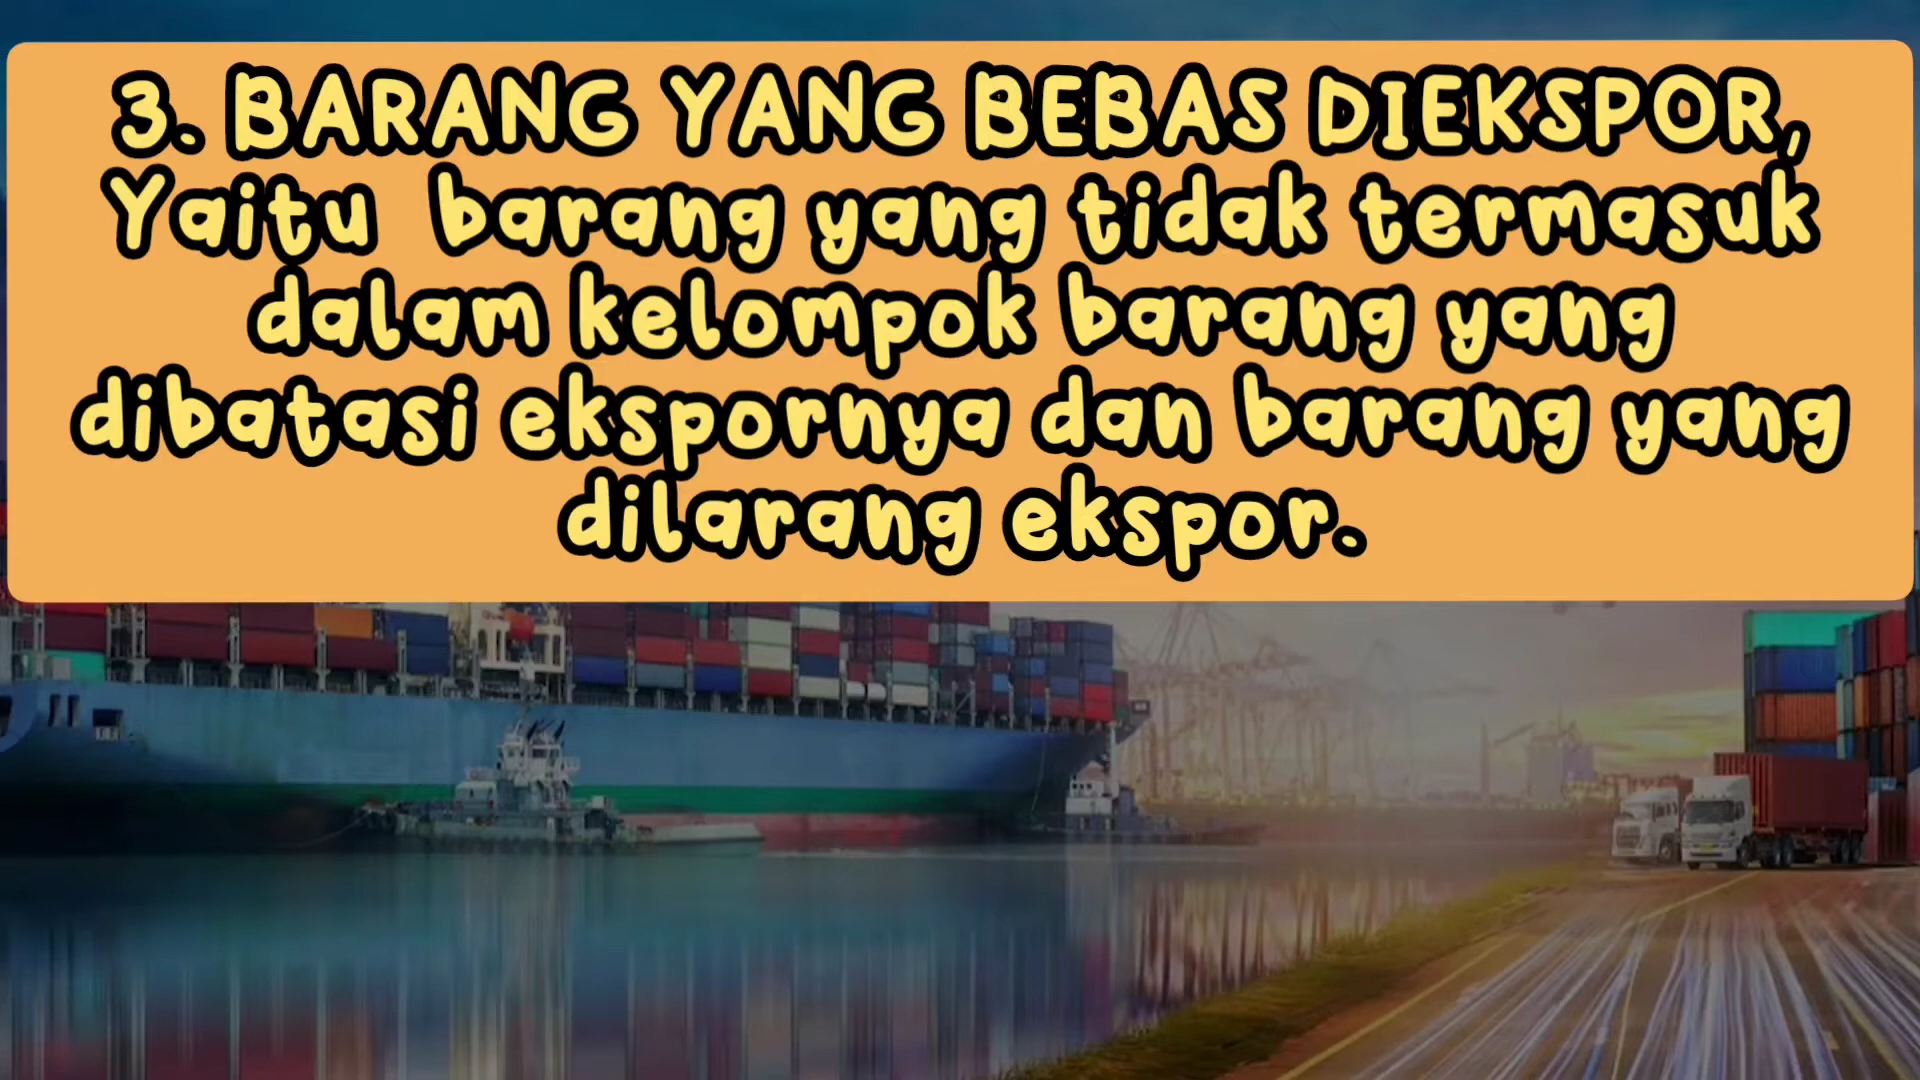 3. BARANG YANG BEBAS DIEKSPOR,
Yaitu  barang yang tidak termasuk
dalam kelompok barang yang
dibatasi ekspornya dan barang yang
dilarang ekspor.